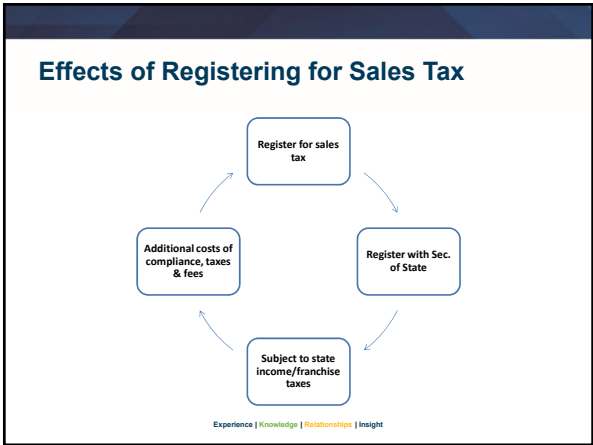 Effects of Registering for Sales Tax
Register for sales
tax
Register with Sec.
of State
Subject to state
income/franchise
taxes
Additional costs of
compliance, taxes
& fees
Experience | Knowledge | Relationships | Insight